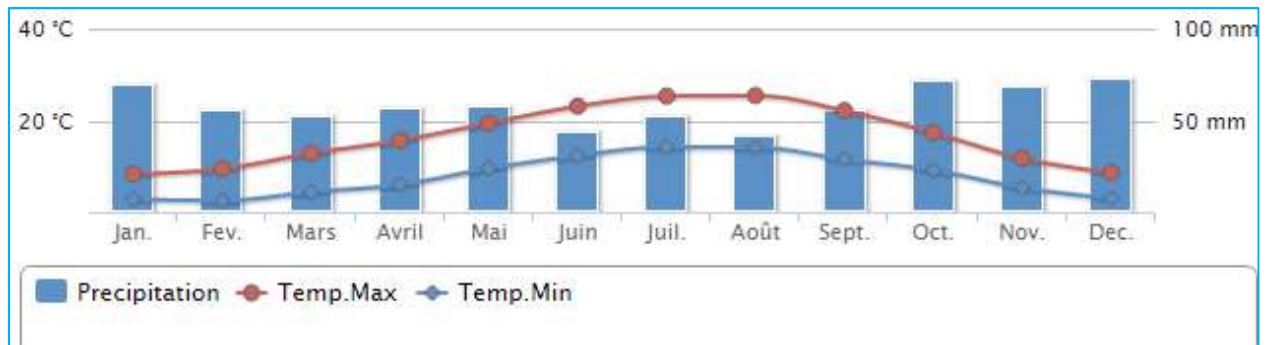 40 °C 100 mm
20 °C 50 mm
Jan. Fev. Mars Avril Mai Juin Juil. Août Sept. Oct. Nov. Dec.
Precipitation Temp.Max Temp.Min